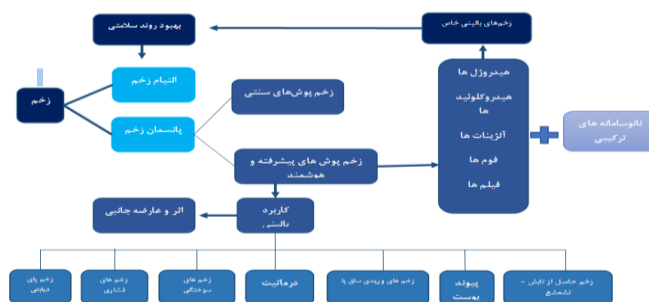 بهبود روند سلامتی
زخم‌های بالینی خاص
زخم
التیام زخم
پانسمان زخم
زخم پوش‌های سنتی
زخم پوش های پیشرفته و
هوشمند
هیدروژل ها
هیدروکلوئید
ها
آلژینات ها
فوم ها
فیلم ها
نانوسامانه های
ترکیبی
کاربرد
بالینی
اثر و عارضه جانبی
زخم پای
دیابتی
زخم های
فشاری
زخم های
سوختگی
درماتیت
زخم های وریدی ساق پا
پیوند
پوست
زخم حاصل از تابش –
تشعشع